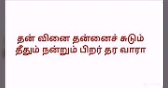 தன் வினை தன்னைச் சுடும்
தீதும் நன்றும் பிறர் தர வாரா